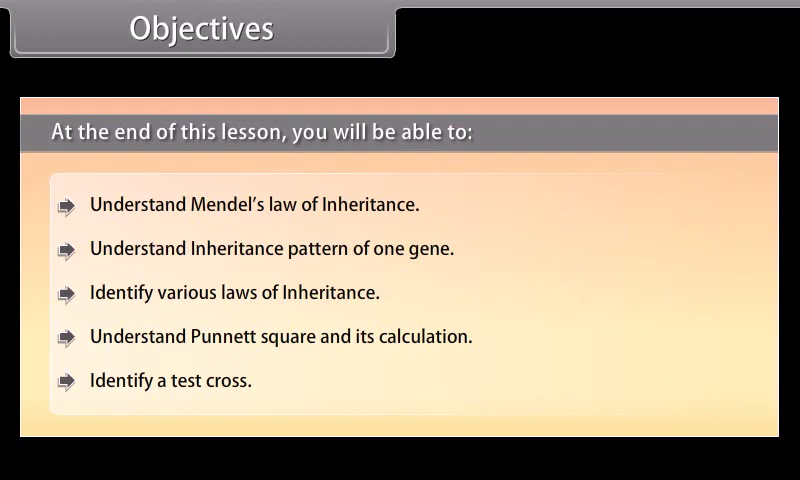 Objectives
At the end of this lesson, you will be able to:
Understand Mendel's law of Inheritance.
Understand Inheritance pattern of one gene.
Identify various laws of Inheritance.
Understand Punnett square and its calculation.
Identify a test cross.